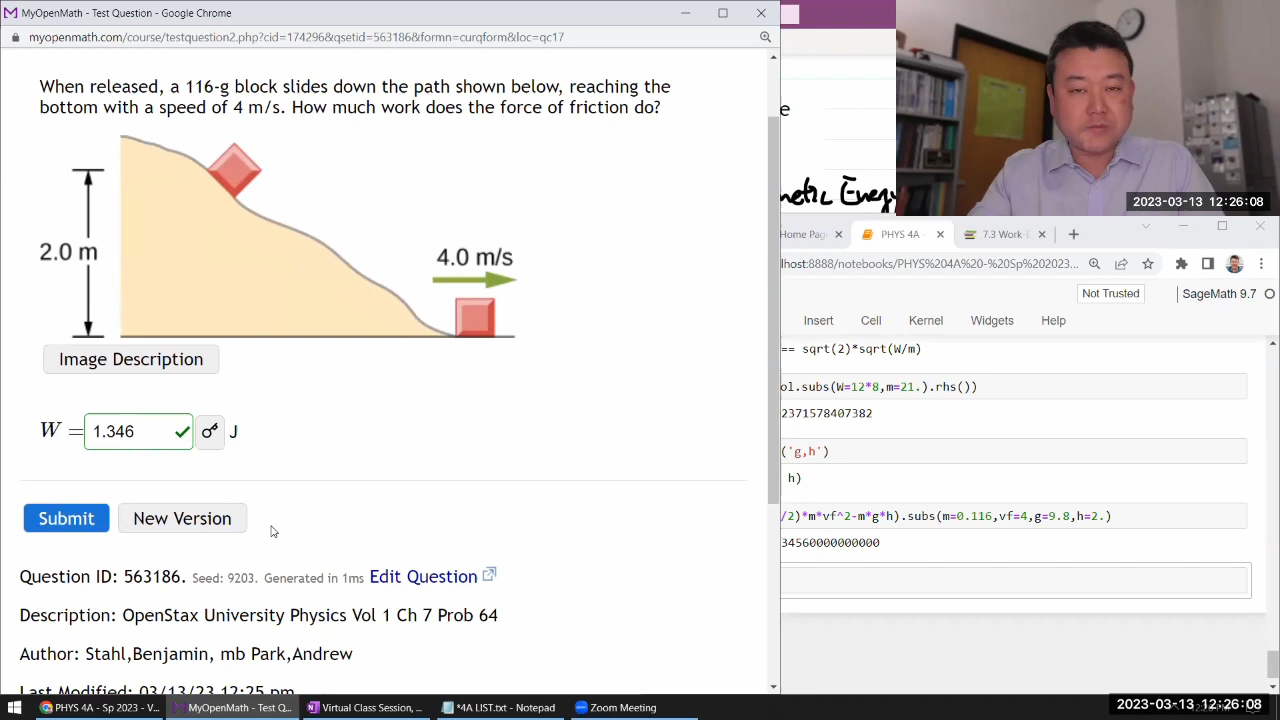 MyOpenMath - Test Question - Google Chrome
myopenmath.com/course/testquestion2.php?cid=174296&qsetid=563186&formn=curqform&loc=qc17
When released, a 116-g block slides down the path shown below, reaching the
bottom with a speed of 4 m/s. How much work does the force of friction do?
2.0 m
4.0 m/s
Image Description
W = 1.346 J
Submit New Version
Question ID: 563186. Seed: 9203. Generated in 1ms Edit Question
Description: OpenStax University Physics Vol 1 Ch 7 Prob 64
Author: Stahl,Benjamin, mb Park,Andrew
Last Modified: 03/13/23 12:25 pm
e
netic Energy
2023-03-13 12:26:08
Home Page PHYS 4A - 7.3 Work-E
lhost:8888/notebooks/PHYS%204A%20-%20Sp%202023...
Not Trusted SageMath 9.7
Insert Cell Kernel Widgets Help
== sqrt(2)*sqrt(W/m)
ol.subs(W=12*8,m=21.).rhs())
2371578407382
('g,h')
h)
/2)*m*vf^2-m*g*h).subs(m=0.116,vf=4,g=9.8,h=2.)
34560000000000
PHYS 4A - Sp 2023 - V... MyOpenMath - Test Q... Virtual Class Session, ... *4A LIST.txt - Notepad Zoom Meeting
2023-03-13 12:26:08